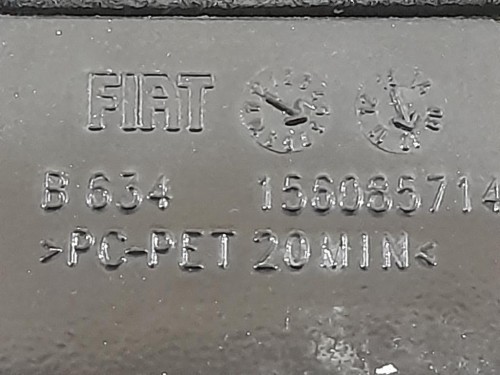 FIAT
B 634 156085714
>PC-PET 20MIN<